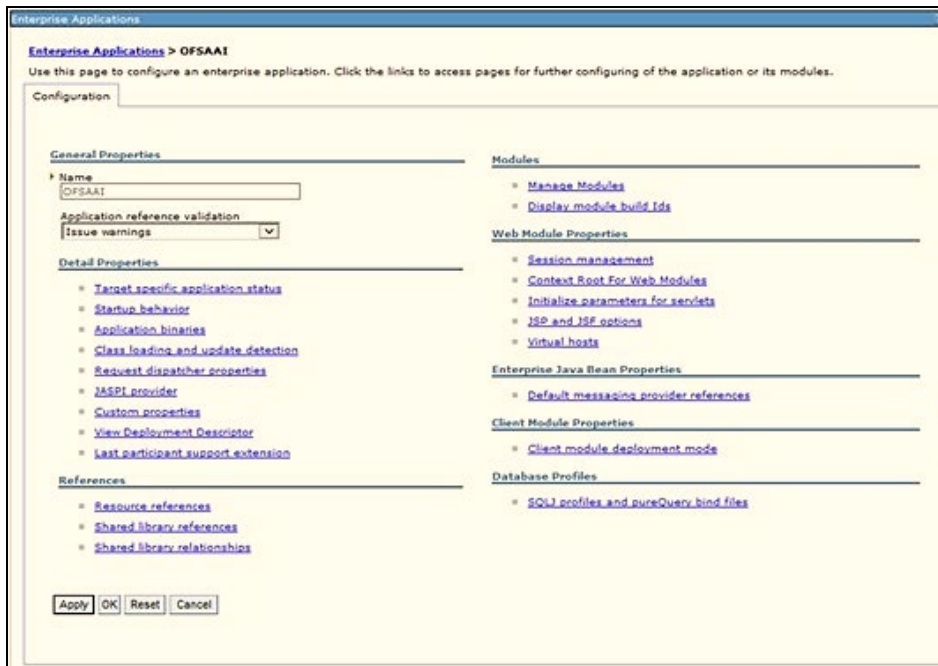 Enterprise Applications
Enterprise Applications > OFSAAI
Use this page to configure an enterprise application. Click the links to access pages for further configuring of the application or its modules.
Configuration
General Properties
Name
OFSAAI
Application reference validation
Issue warnings
Detail Properties
Target specific application status
Startup behavior
Application binaries
Class loading and update detection
Request dispatcher properties
JASPI provider
Custom properties
View Deployment Descriptor
Last participant support extension
References
Resource references
Shared library references
Shared library relationships
Modules
Manage Modules
Display module build Ids
Web Module Properties
Session management
Context Root For Web Modules
Initialize parameters for servlets
JSP and JSF options
Virtual hosts
Enterprise Java Bean Properties
Default messaging provider references
Client Module Properties
Client module deployment mode
Database Profiles
SQLJ profiles and pureQuery bind files
Apply OK Reset Cancel